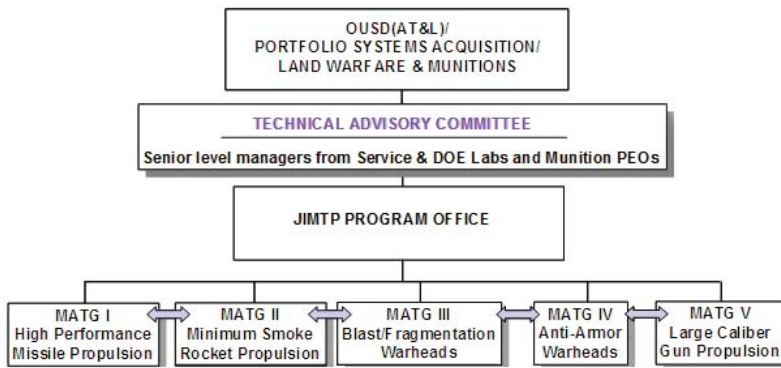 OUSD(AT&L)/
PORTFOLIO SYSTEMS ACQUISITION/
LAND WARFARE & MUNITIONS
TECHNICAL ADVISORY COMMITTEE
Senior level managers from Service & DOE Labs and Munition PEOs
JIMTP PROGRAM OFFICE
MATG I
High Performance
Missile Propulsion
MATG II
Minimum Smoke
Rocket Propulsion
MATG III
Blast/Fragmentation
Warheads
MATG IV
Anti-Armor
Warheads
MATG V
Large Caliber
Gun Propulsion